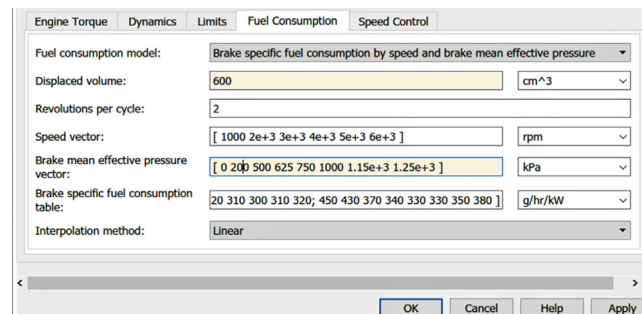 Engine Torque Dynamics Limits Fuel Consumption Speed Control
Fuel consumption model: Brake specific fuel consumption by speed and brake mean effective pressure
Displaced volume: 600 cm^3
Revolutions per cycle: 2
Speed vector: [ 1000 2e+3 3e+3 4e+3 5e+3 6e+3 ] rpm
Brake mean effective pressure
vector: [ 0 200 500 625 750 1000 1.15e+3 1.25e+3 ] kPa
Brake specific fuel consumption
table: 20 310 300 310 320; 450 430 370 340 330 330 350 380 ] g/hr/kW
Interpolation method: Linear
OK Cancel Help Apply